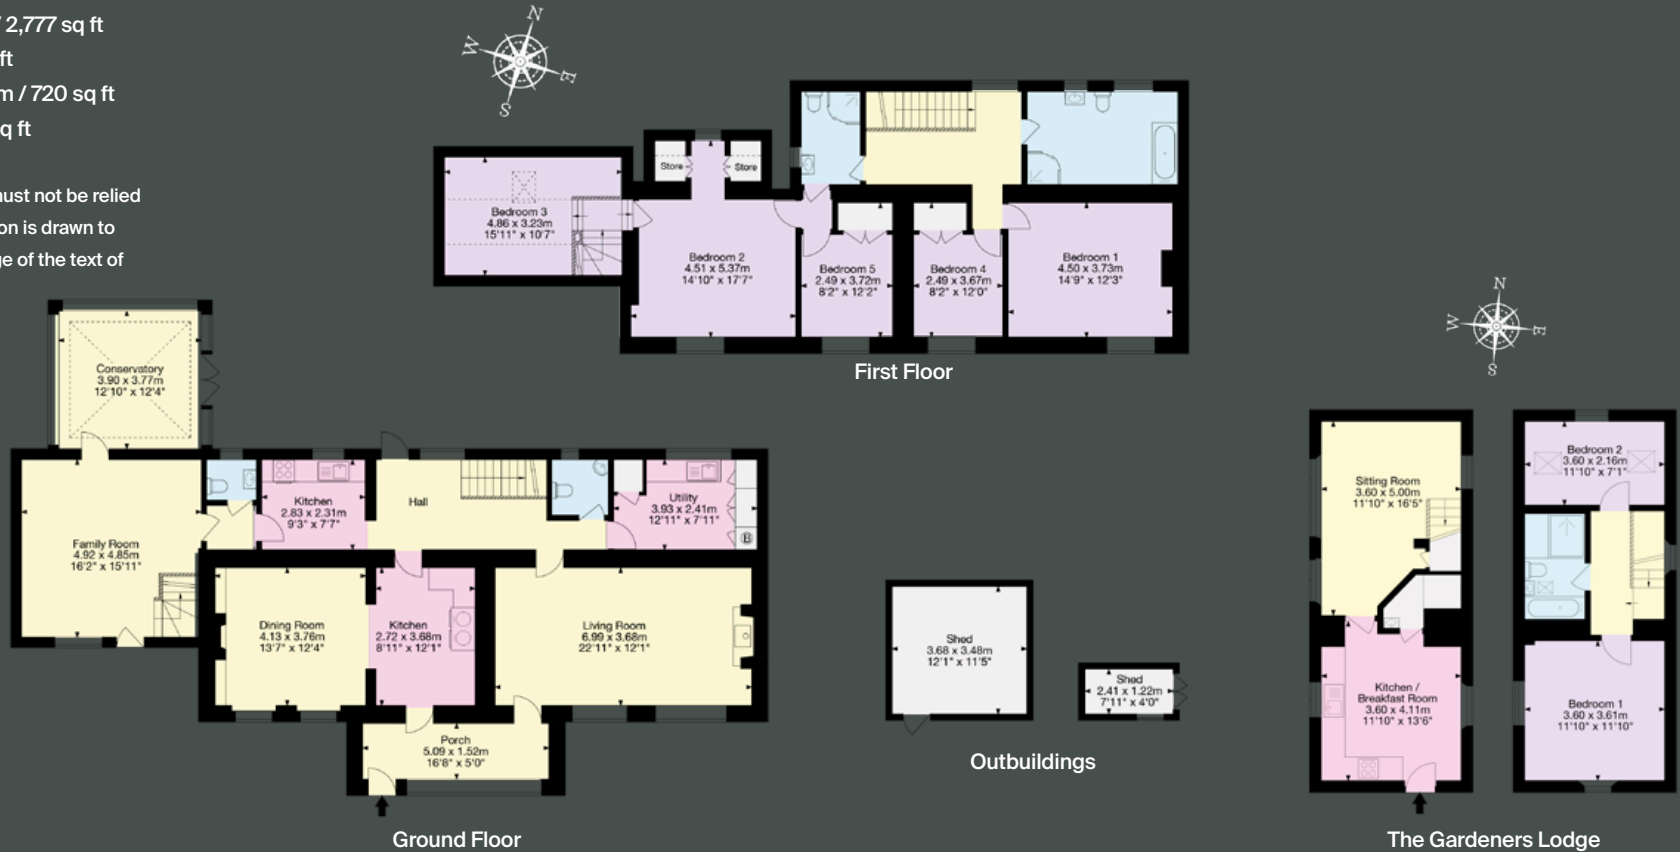 / 2,777 sq ft
ft
m / 720 sq ft
q ft
must not be relied
on is drawn to
ge of the text of
N
W
E
S
Store
Store
Bedroom 3
4.86 x 3.23m
15'11" x 10'7"
Bedroom 2
4.51 x 5.37m
14'10" x 17'7"
Bedroom 5
2.49 x 3.72m
8'2" x 12'2"
Bedroom 4
2.49 x 3.67m
8'2" x 12'0"
Bedroom 1
4.50 x 3.73m
14'9" x 12'3"
First Floor
Conservatory
3.90 x 3.77m
12'10" x 12'4"
Family Room
4.92 x 4.85m
16'2" x 15'11"
Kitchen
2.83 x 2.31m
9'3" x 7'7"
Hall
Utility
3.93 x 2.41m
12'11" x 7'11"
B
Dining Room
4.13 x 3.76m
13'7" x 12'4"
Kitchen
2.72 x 3.68m
8'11" x 12'1"
Living Room
6.99 x 3.68m
22'11" x 12'1"
Porch
5.09 x 1.52m
16'8" x 5'0"
Ground Floor
Shed
3.68 x 3.48m
12'1" x 11'5"
Shed
2.41 x 1.22m
7'11" x 4'0"
Outbuildings
N
W
E
S
Sitting Room
3.60 x 5.00m
11'10" x 16'5"
Kitchen /
Breakfast Room
3.60 x 4.11m
11'10" x 13'6"
Bedroom 2
3.60 x 2.16m
11'10" x 7'1"
Bedroom 1
3.60 x 3.61m
11'10" x 11'10"
The Gardeners Lodge